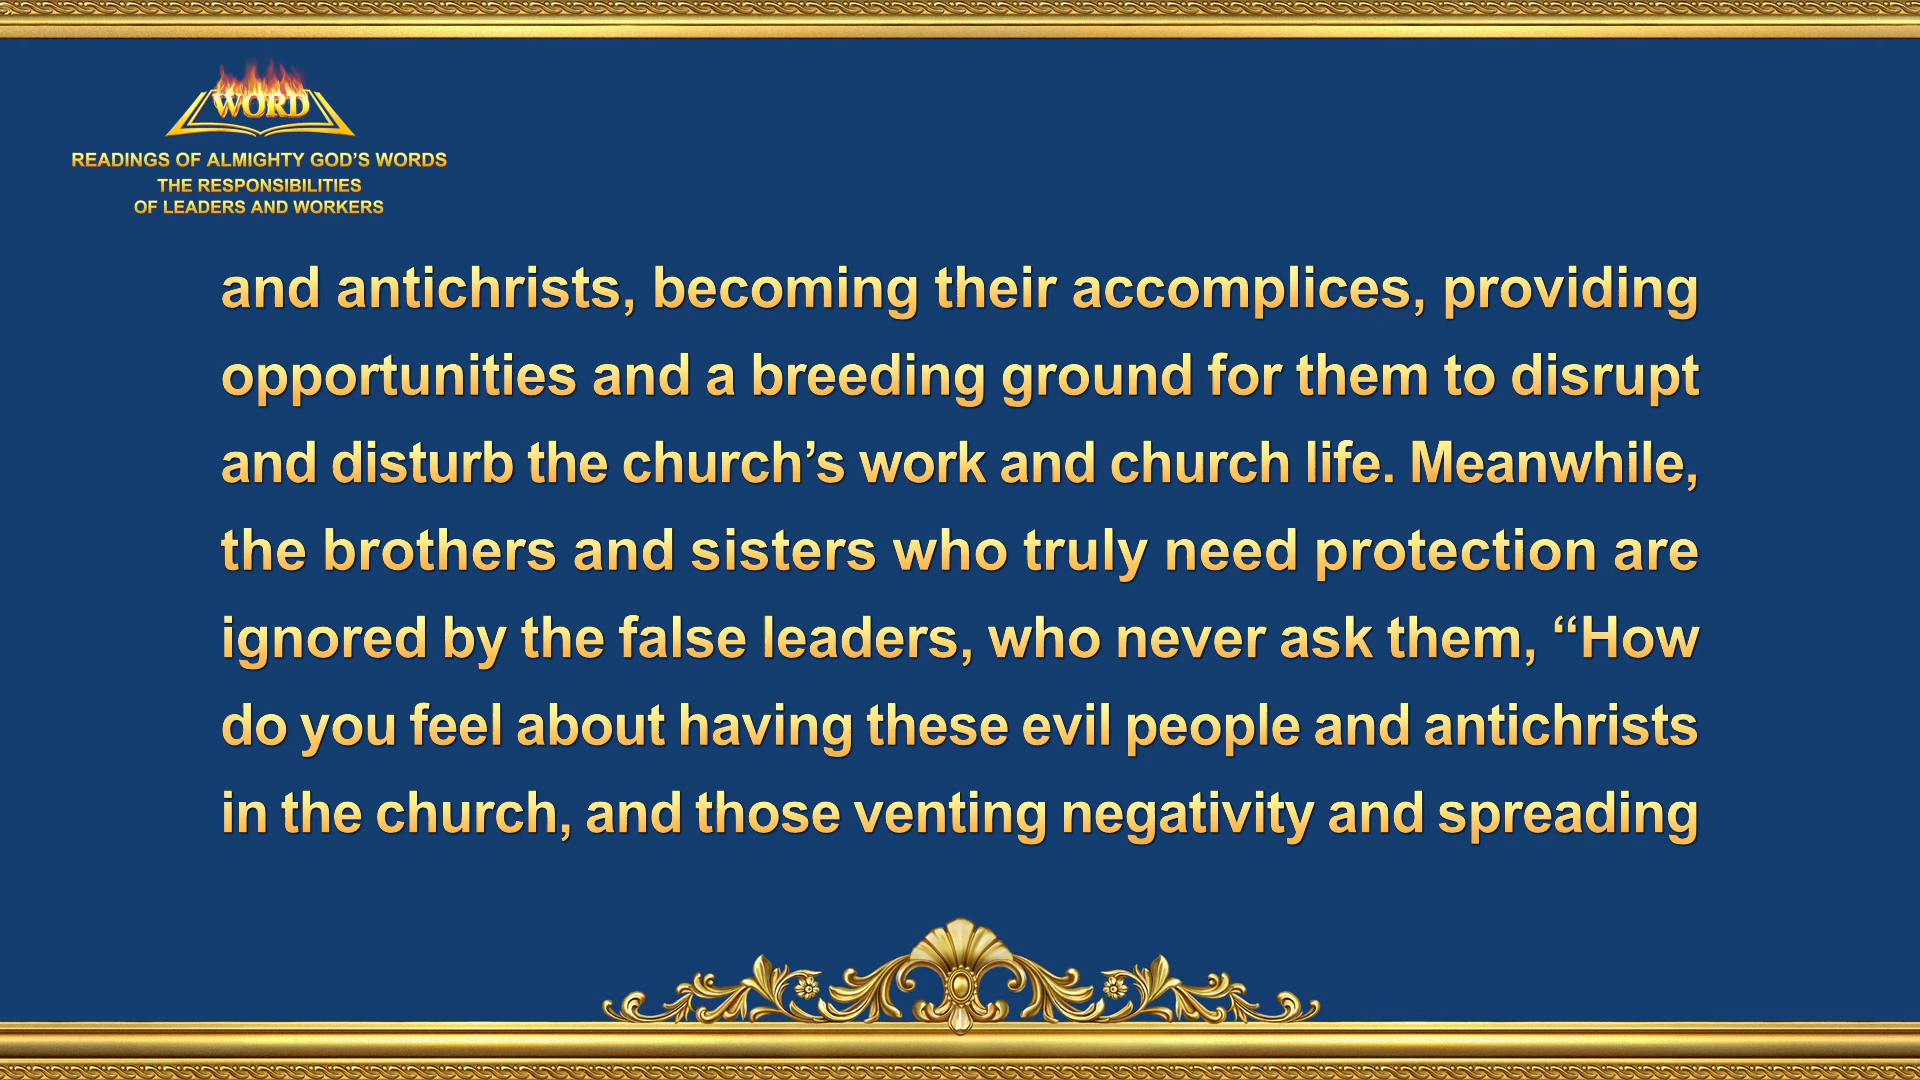 WORD
READINGS OF ALMIGHTY GOD’S WORDS
THE RESPONSIBILITIES
OF LEADERS AND WORKERS
and antichrists, becoming their accomplices, providing
opportunities and a breeding ground for them to disrupt
and disturb the church’s work and church life. Meanwhile,
the brothers and sisters who truly need protection are
ignored by the false leaders, who never ask them, “How
do you feel about having these evil people and antichrists
in the church, and those venting negativity and spreading